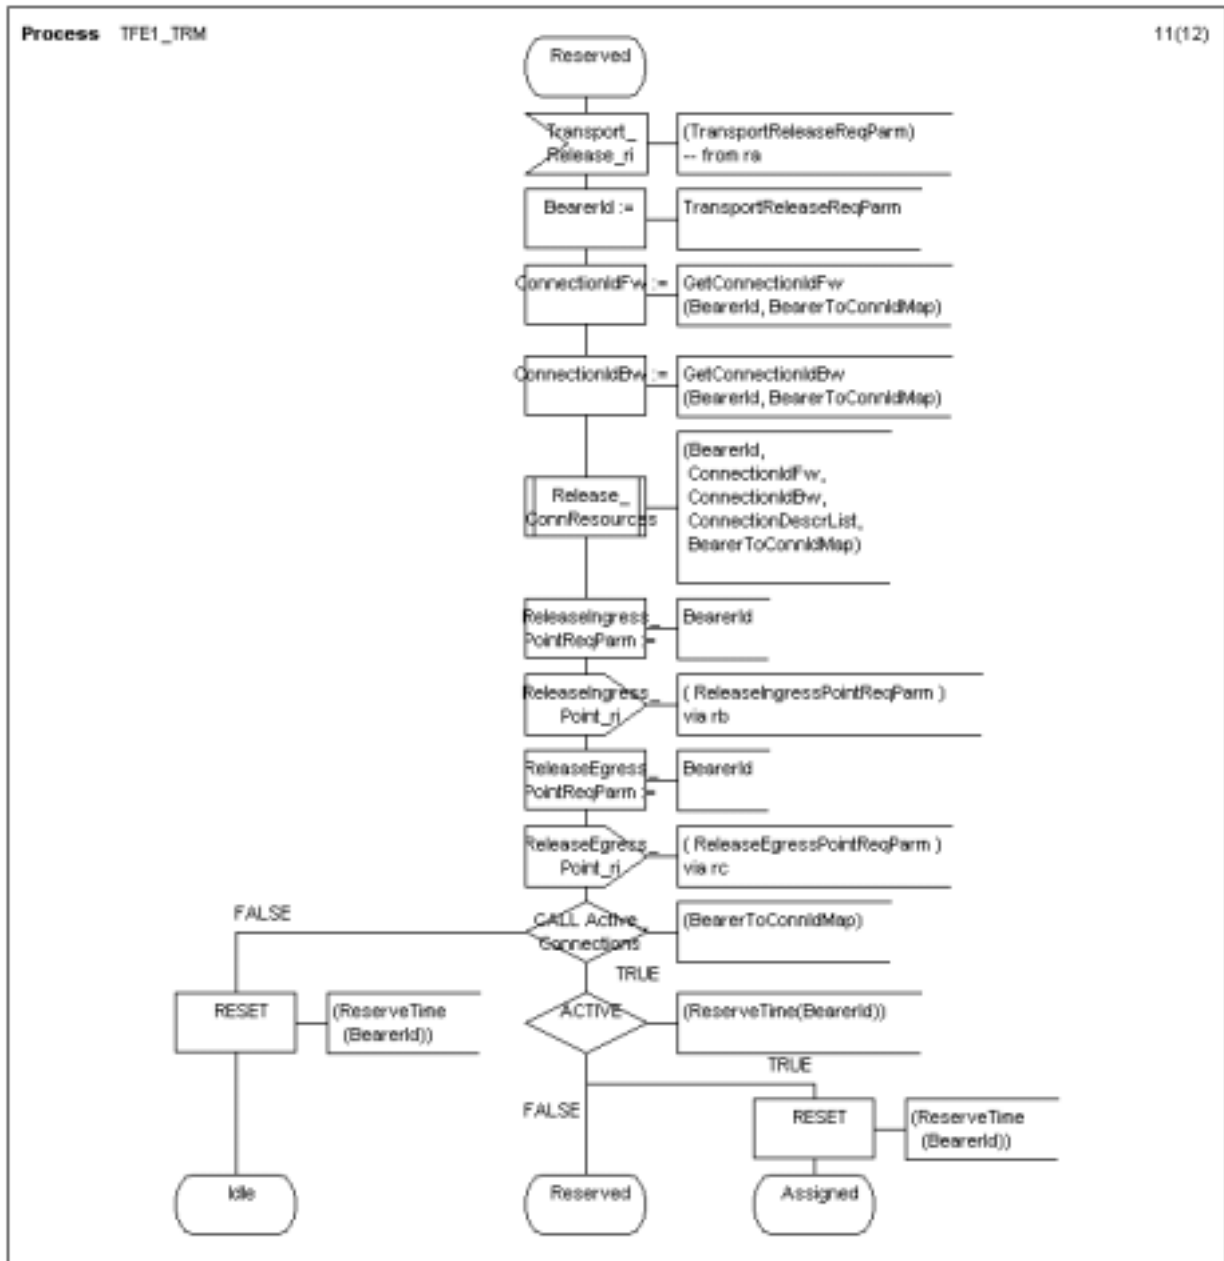 Process TFE1_TRM
11(12)
Reserved
Transport_
Release_ri
(TransportReleaseReqParm)
-- from ra
BearerId :=
TransportReleaseReqParm
ConnectionIdFw :=
GetConnectionIdFw
(BearerId, BearerToConnIdMap)
ConnectionIdBw :=
GetConnectionIdBw
(BearerId, BearerToConnIdMap)
Release_
ConnResources
(BearerId,
ConnectionIdFw,
ConnectionIdBw,
ConnectionDescrList,
BearerToConnIdMap)
ReleaseIngress_
PointReqParm :=
BearerId
ReleaseIngress_
Point_ri
( ReleaseIngressPointReqParm )
via rb
ReleaseEgress_
PointReqParm :=
BearerId
ReleaseEgress_
Point_ri
( ReleaseEgressPointReqParm )
via rc
FALSE
CALL Active_
Connections
(BearerToConnIdMap)
TRUE
RESET
(ReserveTime
(BearerId))
ACTIVE
(ReserveTime(BearerId))
TRUE
FALSE
RESET
(ReserveTime
(BearerId))
Idle
Reserved
Assigned